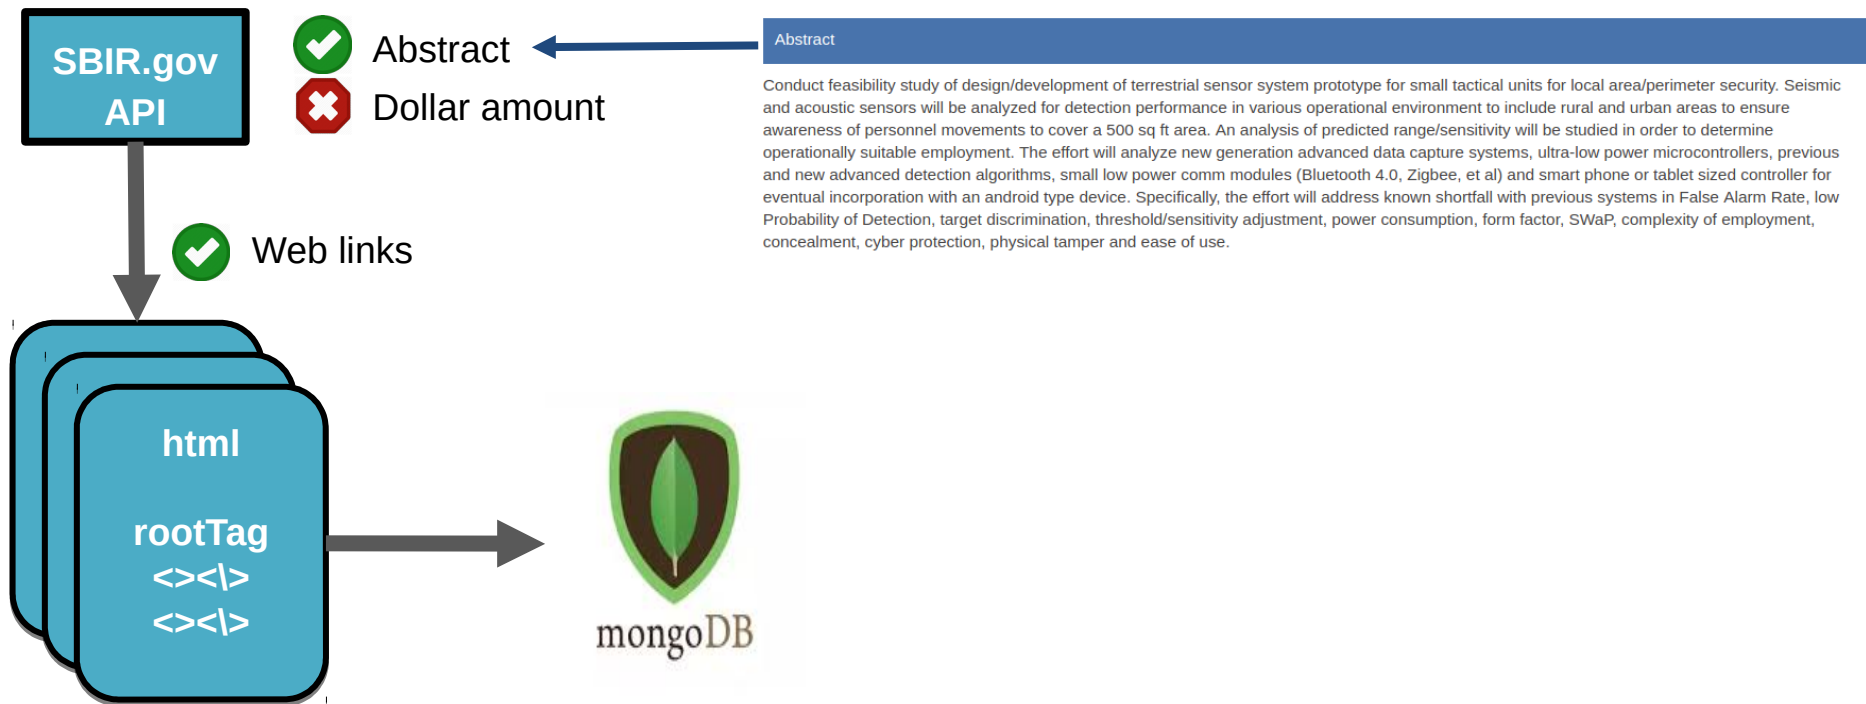 SBIR.gov
API
Abstract
Dollar amount
Abstract
Conduct feasibility study of design/development of terrestrial sensor system prototype for small tactical units for local area/perimeter security. Seismic
and acoustic sensors will be analyzed for detection performance in various operational environment to include rural and urban areas to ensure
awareness of personnel movements to cover a 500 sq ft area. An analysis of predicted range/sensitivity will be studied in order to determine
operationally suitable employment. The effort will analyze new generation advanced data capture systems, ultra-low power microcontrollers, previous
and new advanced detection algorithms, small low power comm modules (Bluetooth 4.0, Zigbee, et al) and smart phone or tablet sized controller for
eventual incorporation with an android type device. Specifically, the effort will address known shortfall with previous systems in False Alarm Rate, low
Probability of Detection, target discrimination, threshold/sensitivity adjustment, power consumption, form factor, SWaP, complexity of employment,
concealment, cyber protection, physical tamper and ease of use.
Web links
html
rootTag
<><\>
<><\>
mongoDB